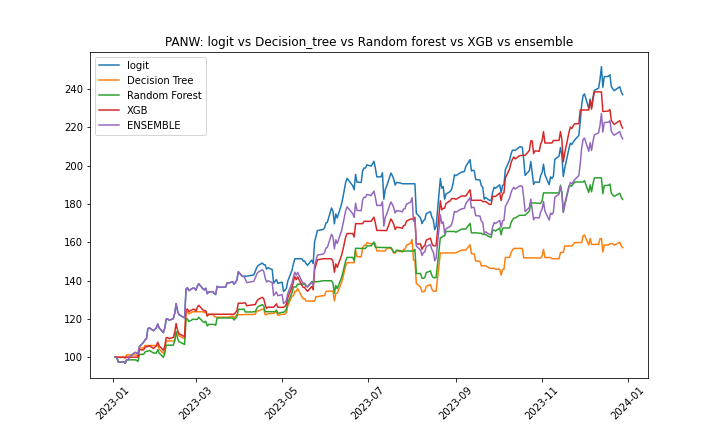 PANW: logit vs Decision_tree vs Random forest vs XGB vs ensemble
logit
Decision Tree
Random Forest
XGB
ENSEMBLE
240
220
200
180
160
140
120
100
2023-01
2023-03
2023-05
2023-07
2023-09
2023-11
2024-01